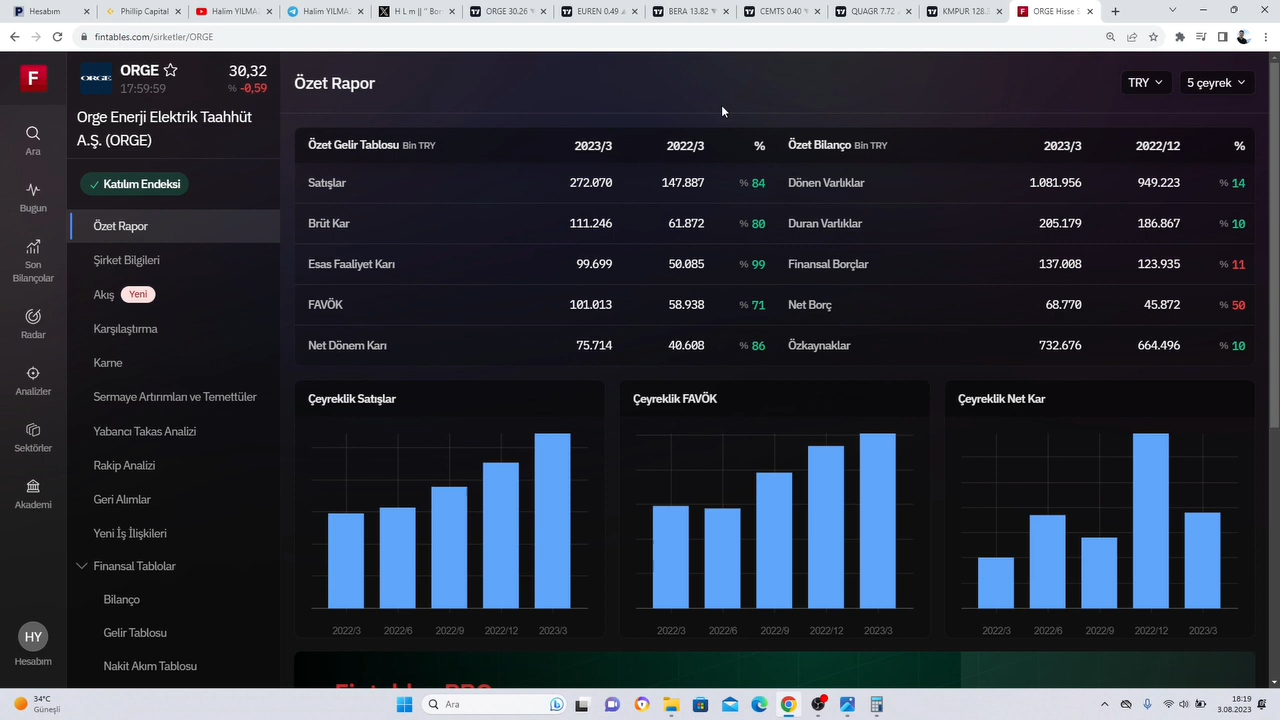 Hesabım
Phillip Capital
Halim YILMA
Halim YILMA
H L m || " Bo
ORGE 30.26
EUREN 0.49
BERA 13.82
CEMTS 0.40
QUAGR 7.72
KMPUR 128.3
ORGE Hisse S
fintables.com/sirketler/ORGE
F
Ara
Bugun
Son
Bilançolar
Radar
Analizler
Sektörler
Akademi
HY
Hesabım
ORGE
ORGE
30,32
17:59:59
% -0,59
Orge Enerji Elektrik Taahhüt
A.Ş. (ORGE)
Katılım Endeksi
Özet Rapor
Şirket Bilgileri
Akış Yeni
Karşılaştırma
Karne
Sermaye Artırımları ve Temettüler
Yabancı Takas Analizi
Rakip Analizi
Geri Alımlar
Yeni İş İlişkileri
Finansal Tablolar
Bilanço
Gelir Tablosu
Nakit Akım Tablosu
Özet Rapor
TRY
5 çeyrek
Özet Gelir Tablosu Bin TRY 2023/3 2022/3 %
Satışlar 272.070 147.887 % 84
Brüt Kar 111.246 61.872 % 80
Esas Faaliyet Karı 99.699 50.085 % 99
FAVÖK 101.013 58.938 % 71
Net Dönem Karı 75.714 40.608 % 86
Özet Bilanço Bin TRY 2023/3 2022/12 %
Dönen Varlıklar 1.081.956 949.223 % 14
Duran Varlıklar 205.179 186.867 % 10
Finansal Borçlar 137.008 123.935 % 11
Net Borç 68.770 45.872 % 50
Özkaynaklar 732.676 664.496 % 10
Çeyreklik Satışlar
2022/3 2022/6 2022/9 2022/12 2023/3
Çeyreklik FAVÖK
2022/3 2022/6 2022/9 2022/12 2023/3
Çeyreklik Net Kar
2022/3 2022/6 2022/9 2022/12 2023/3
34°C
Güneşli
Ara
18:19
3.08.2023